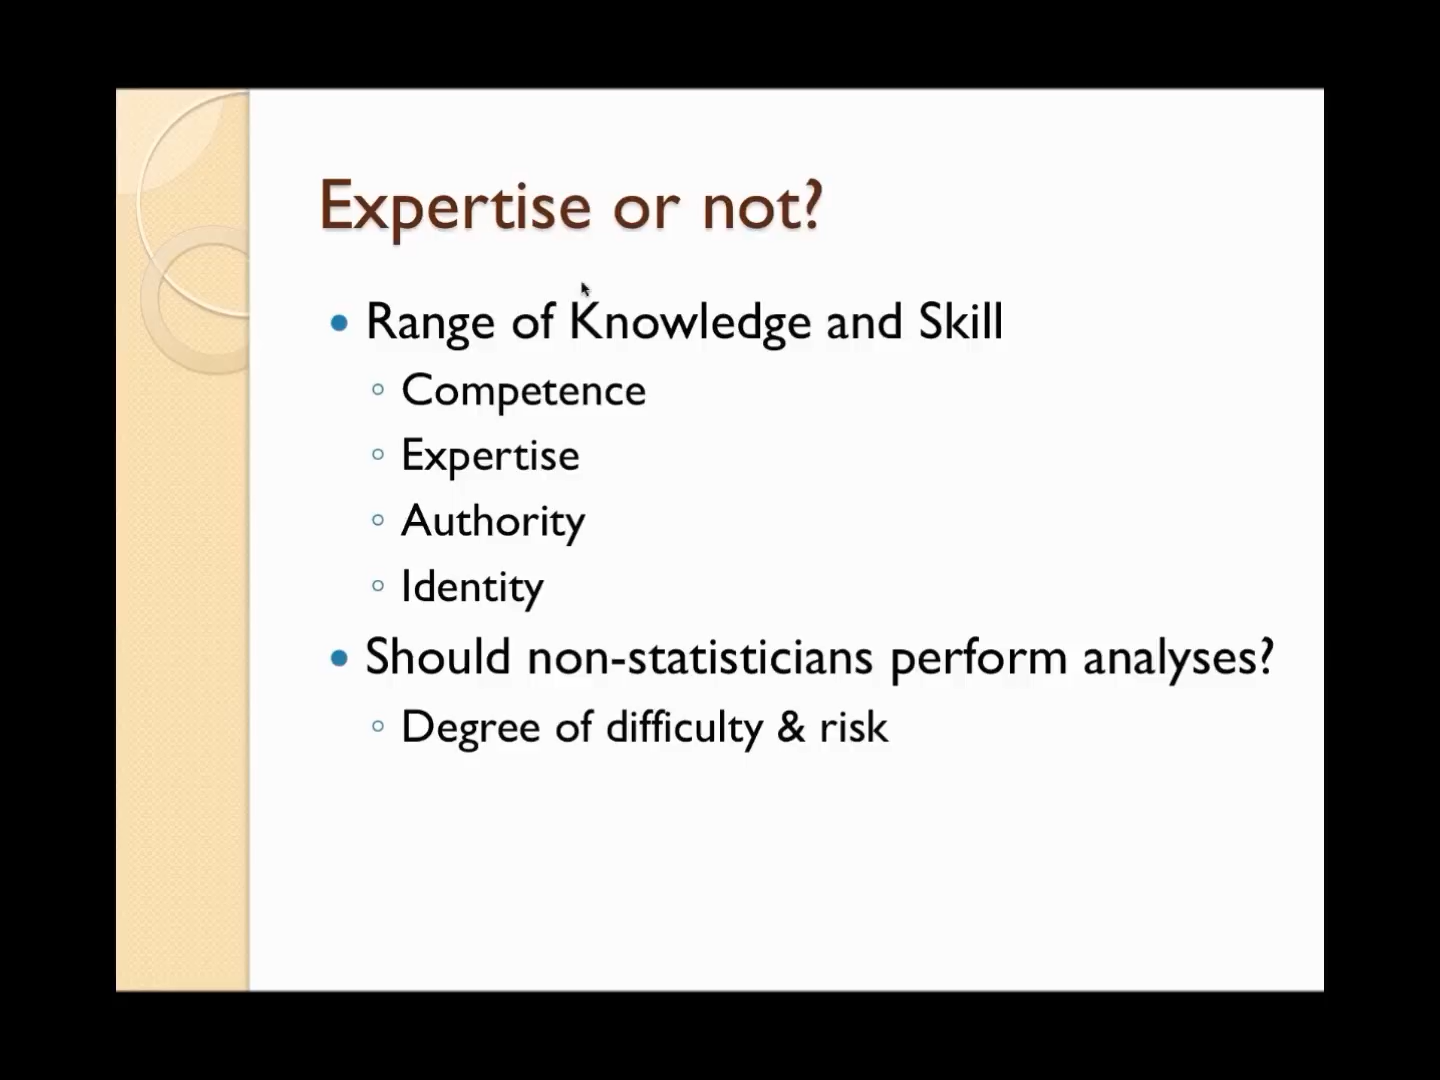 Expertise or not?
Range of Knowledge and Skill
Competence
Expertise
Authority
Identity
Should non-statisticians perform analyses?
Degree of difficulty & risk